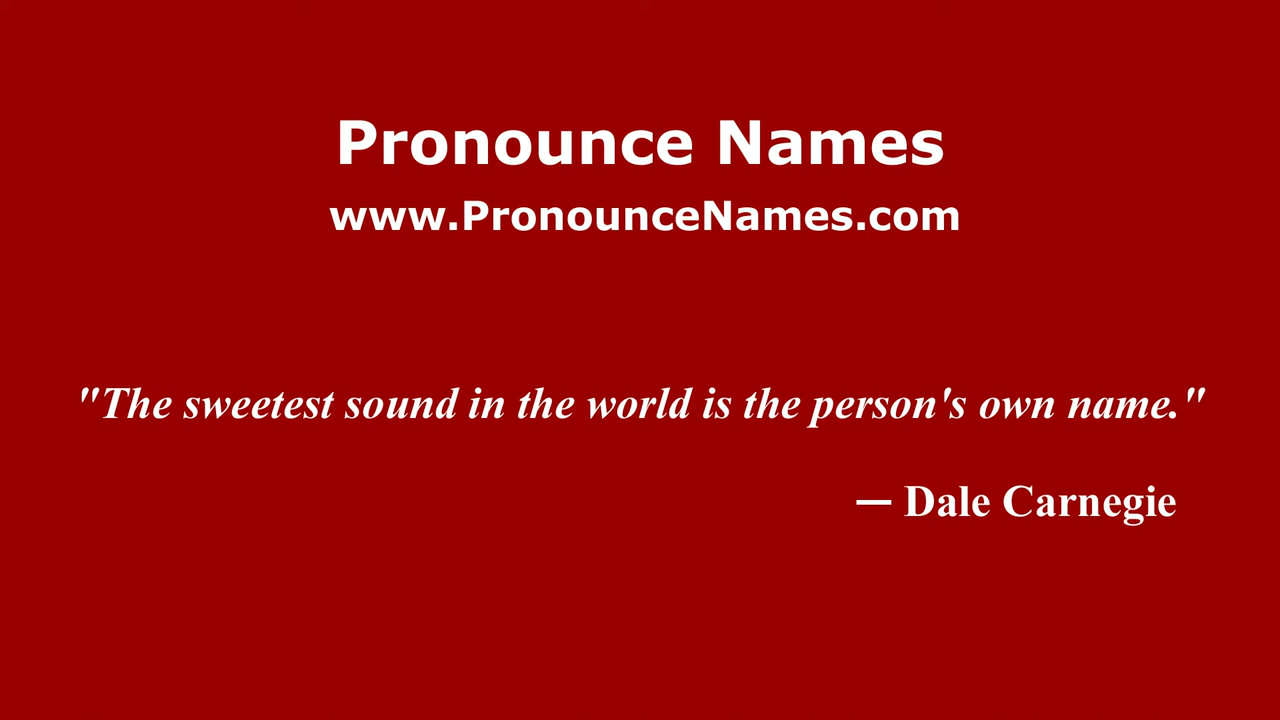 Pronounce Names
www.PronounceNames.com
"The sweetest sound in the world is the person's own name."
— Dale Carnegie